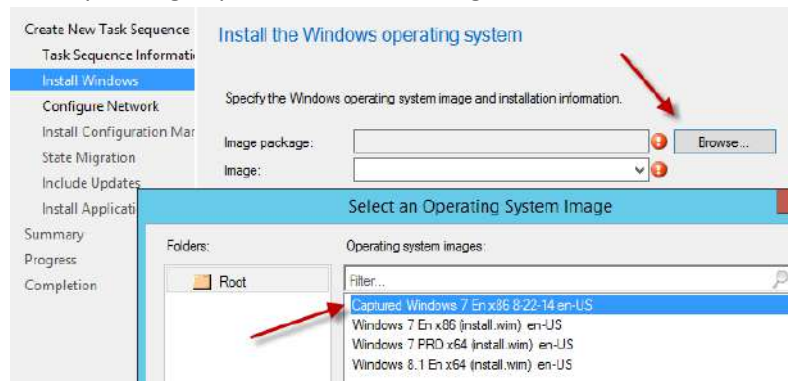 Create New Task Sequence
Task Sequence Informati
Install Windows
Configure Network
Install Configuration Mar
State Migration
Include Updates
Install Applicati
Summary
Progress
Completion
Install the Windows operating system
Specify the Windows operating system image and installation information.
Image package:
Browse...
Image:
Select an Operating System Image
Folders:
Root
Operating system images:
Filter...
Captured Windows 7 En x86 8-22-14 en-US
Windows 7 En x86 (install.wim) en-US
Windows 7 PRO x64 (install.wim) en-US
Windows 8.1 En x64 (install.wim) en-US